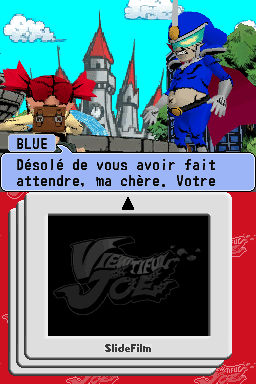 BLUE
Désolé de vous avoir fait
attendre, ma chère. Votre
VIEWTIFUL
JOE
SlideFilm